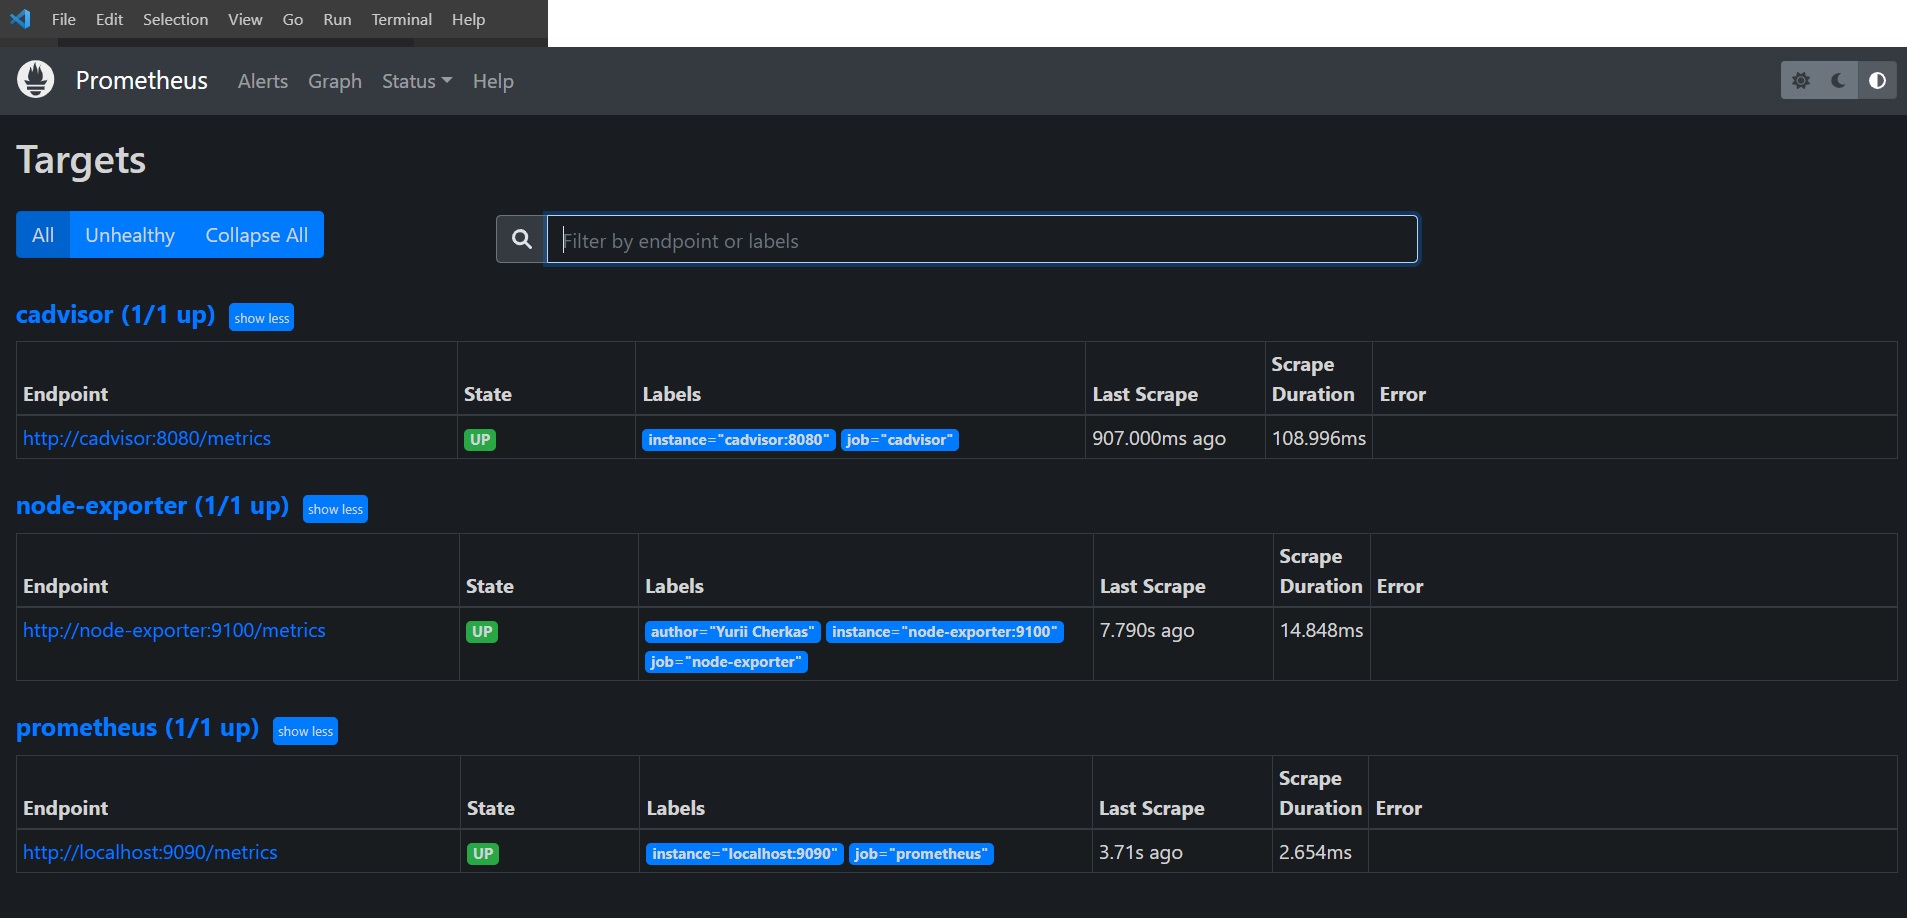 File Edit Selection View Go Run Terminal Help
Prometheus Alerts Graph Status Help
Targets
All Unhealthy Collapse All
Filter by endpoint or labels
cadvisor (1/1 up) show less
Endpoint State Labels Last Scrape Scrape Duration Error
http://cadvisor:8080/metrics UP instance="cadvisor:8080" job="cadvisor" 907.000ms ago 108.996ms
node-exporter (1/1 up) show less
Endpoint State Labels Last Scrape Scrape Duration Error
http://node-exporter:9100/metrics UP author="Yurii Cherkas" instance="node-exporter:9100" 7.790s ago 14.848ms
job="node-exporter"
prometheus (1/1 up) show less
Endpoint State Labels Last Scrape Scrape Duration Error
http://localhost:9090/metrics UP instance="localhost:9090" job="prometheus" 3.71s ago 2.654ms